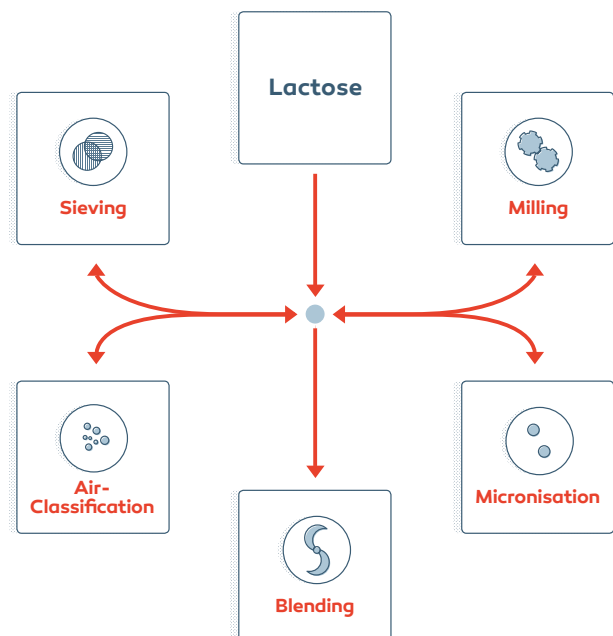 Lactose
Sieving
Milling
Air-
Classification
Micronisation
Blending